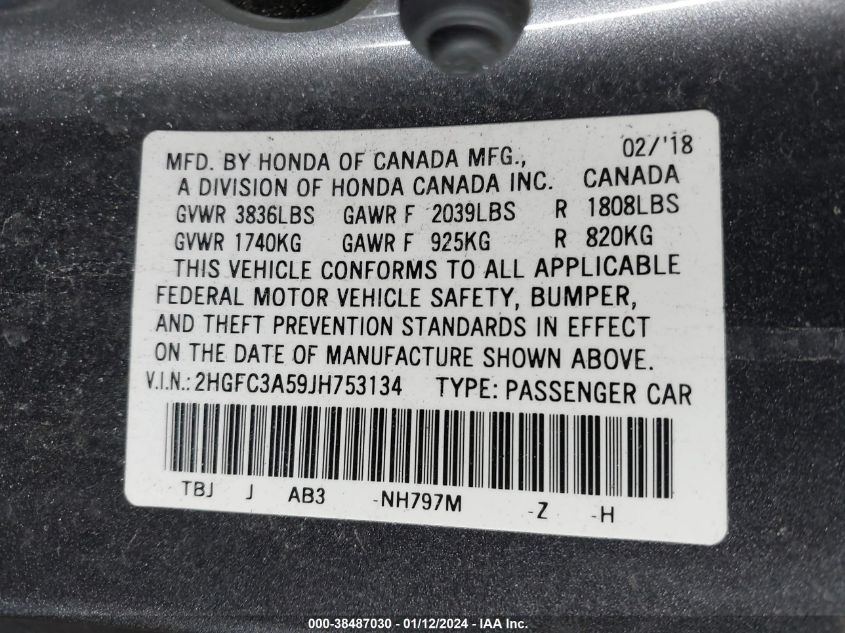 MFD. BY HONDA OF CANADA MFG., 02/'18
A DIVISION OF HONDA CANADA INC. CANADA
GVWR 3836LBS GAWR F 2039LBS R 1808LBS
GVWR 1740KG GAWR F 925KG R 820KG
THIS VEHICLE CONFORMS TO ALL APPLICABLE
FEDERAL MOTOR VEHICLE SAFETY, BUMPER,
AND THEFT PREVENTION STANDARDS IN EFFECT
ON THE DATE OF MANUFACTURE SHOWN ABOVE.
V.I.N.: 2HGFC3A59JH753134 TYPE: PASSENGER CAR
TBJ J AB3 -NH797M -Z -H
000-38487030 - 01/12/2024 - IAA Inc.